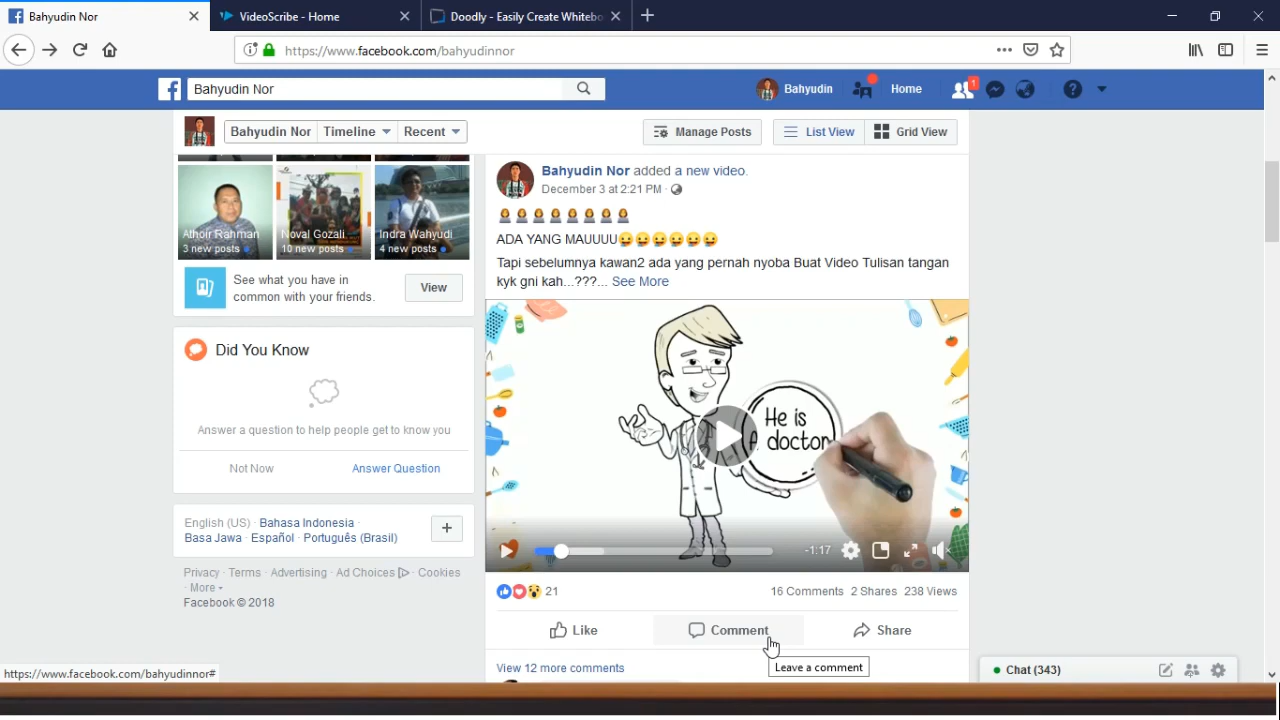 Bahyudin Nor
VideoScribe - Home
Doodly - Easily Create Whitebo
https://www.facebook.com/bahyudinnor
Bahyudin Nor
Bahyudin
1
Home
Bahyudin Nor
Timeline
Recent
Manage Posts
List View
Grid View
Athoir Rahman
3 new posts
Noval Gozali
10 new posts
Indra Wahyudi
4 new posts
See what you have in
common with your friends.
View
Did You Know
Answer a question to help people get to know you
Not Now
Answer Question
English (US) · Bahasa Indonesia ·
Basa Jawa · Español · Português (Brasil)
Privacy · Terms · Advertising · Ad Choices · Cookies
· More
Facebook © 2018
Bahyudin Nor added a new video.
December 3 at 2:21 PM ·
ADA YANG MAUUUU
Tapi sebelumnya kawan2 ada yang pernah nyoba Buat Video Tulisan tangan
kyk gni kah...???... See More
He is
A doctor
-1:17
21
16 Comments 2 Shares 238 Views
Like
Comment
Share
Leave a comment
View 12 more comments
Chat (343)
https://www.facebook.com/bahyudinnor#